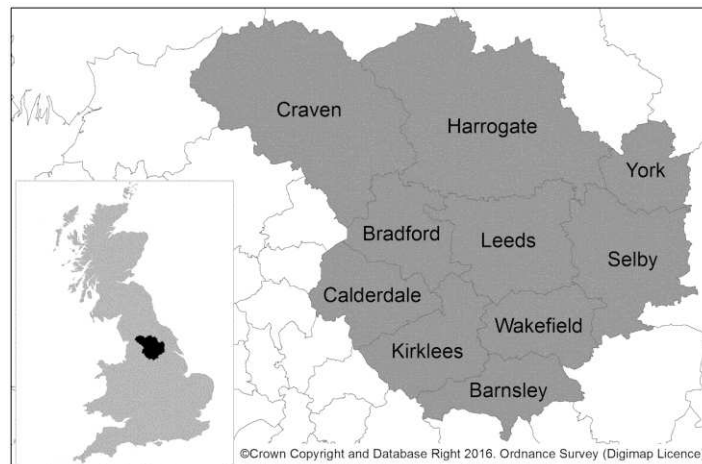 Craven
Harrogate
York
Bradford
Leeds
Selby
Calderdale
Wakefield
Kirklees
Barnsley
©Crown Copyright and Database Right 2016. Ordnance Survey (Digimap Licence